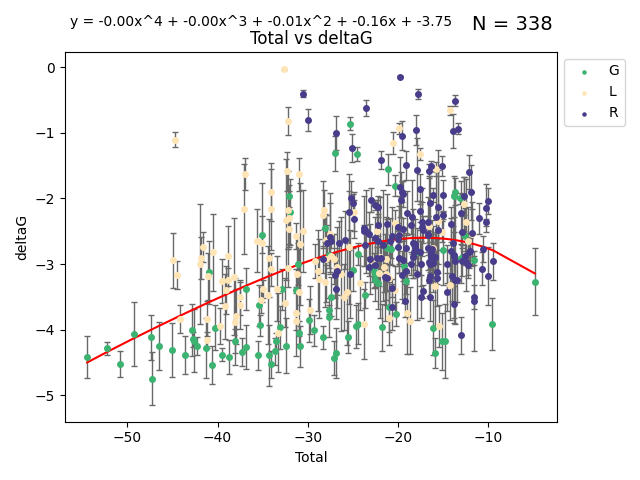 y = -0.00x^4 + -0.00x^3 + -0.01x^2 + -0.16x + -3.75
N = 338
Total vs deltaG
G
L
R
deltaG
0
−1
−2
−3
−4
−5
−50
−40
−30
−20
−10
Total